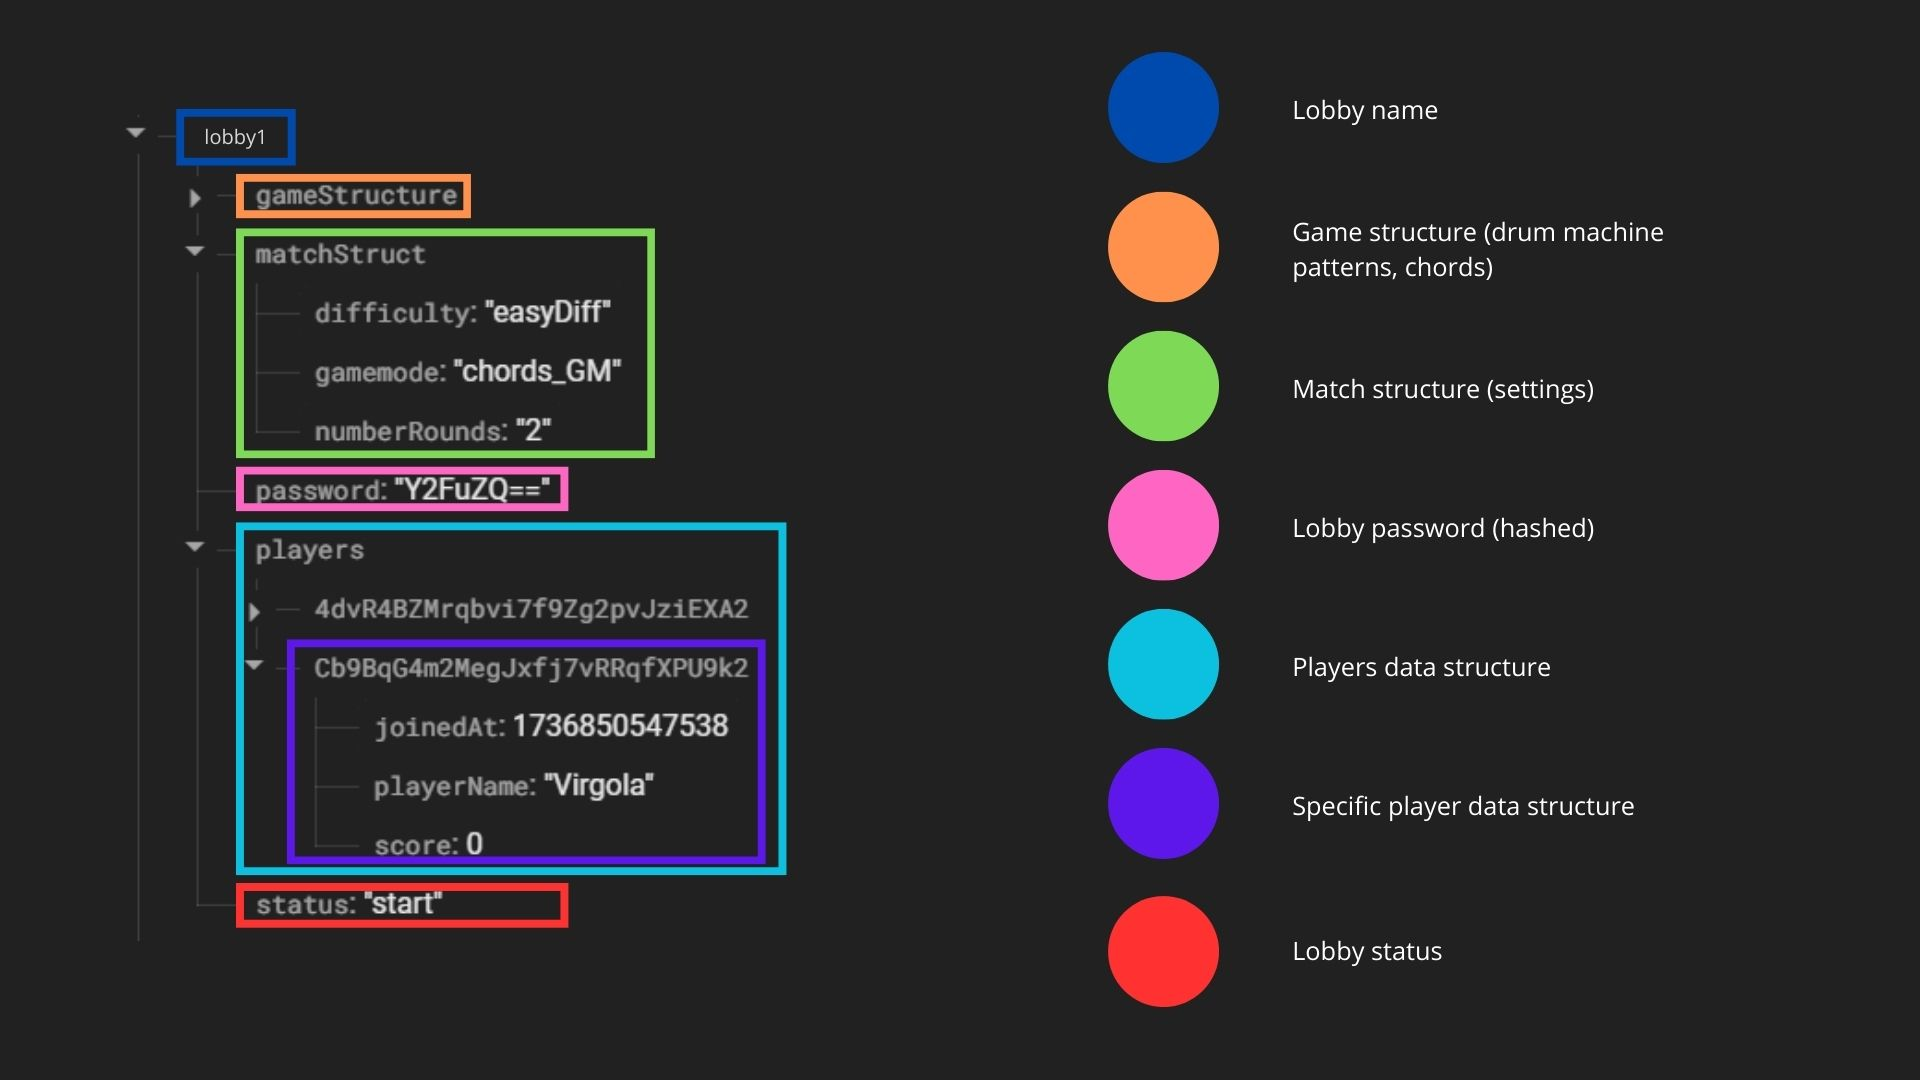 lobby1
gameStructure
matchStruct
difficulty: "easyDiff"
gamemode: "chords_GM"
numberRounds: "2"
password: "Y2FuZQ=="
players
4dvR4BZMrqbvi7f9Zg2pvJziEXA2
Cb9BqG4m2MegJxfj7vRRqfXPU9k2
joinedAt: 1736850547538
playerName: "Virgola"
score: 0
status: "start"
Lobby name
Game structure (drum machine
patterns, chords)
Match structure (settings)
Lobby password (hashed)
Players data structure
Specific player data structure
Lobby status